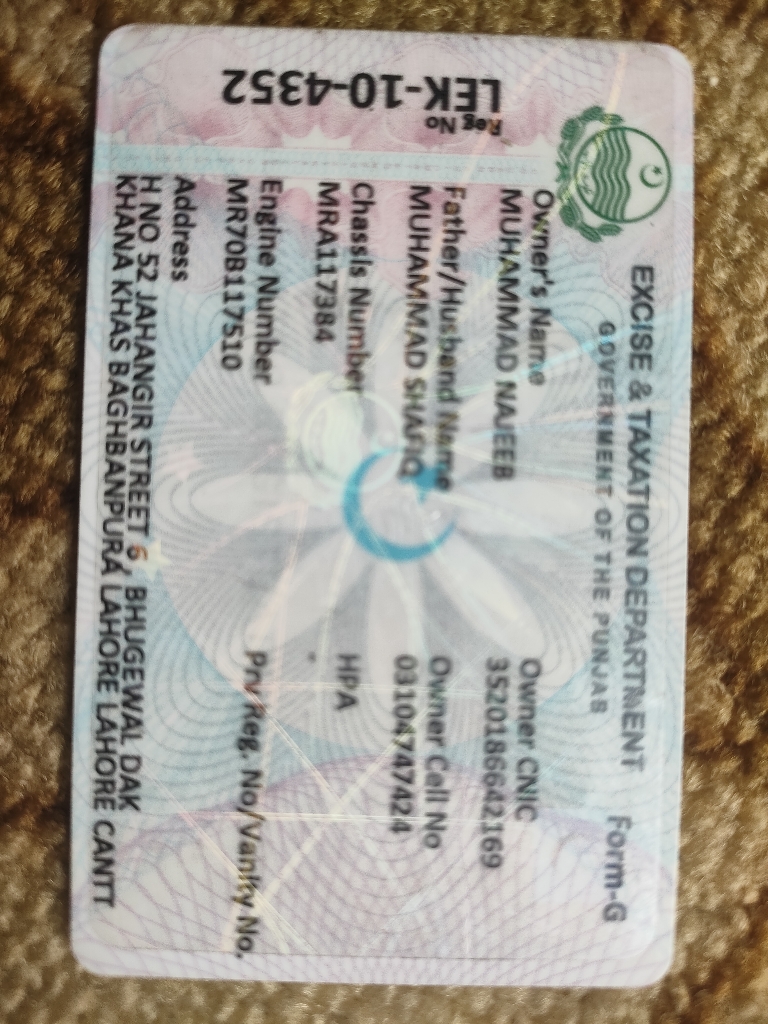 EXCISE & TAXATION DEPARTMENT
Form-G
GOVERNMENT OF THE PUNJAB
Reg No
LEK-10-4352
Owner's Name
MUHAMMAD NAJEEB
Owner CNIC
3520186642169
Father/Husband Name
MUHAMMAD SHAFIQ
Owner Cell No
03104747424
Chassis Number
MRA117384
HPA
-
Engine Number
MR70B117510
Prv Reg. No/Vanity No.
Address
H NO 52 JAHANGIR STREET 6 BHUGEWAL DAK
KHANA KHAS BAGHBANPURA LAHORE LAHORE CANTT